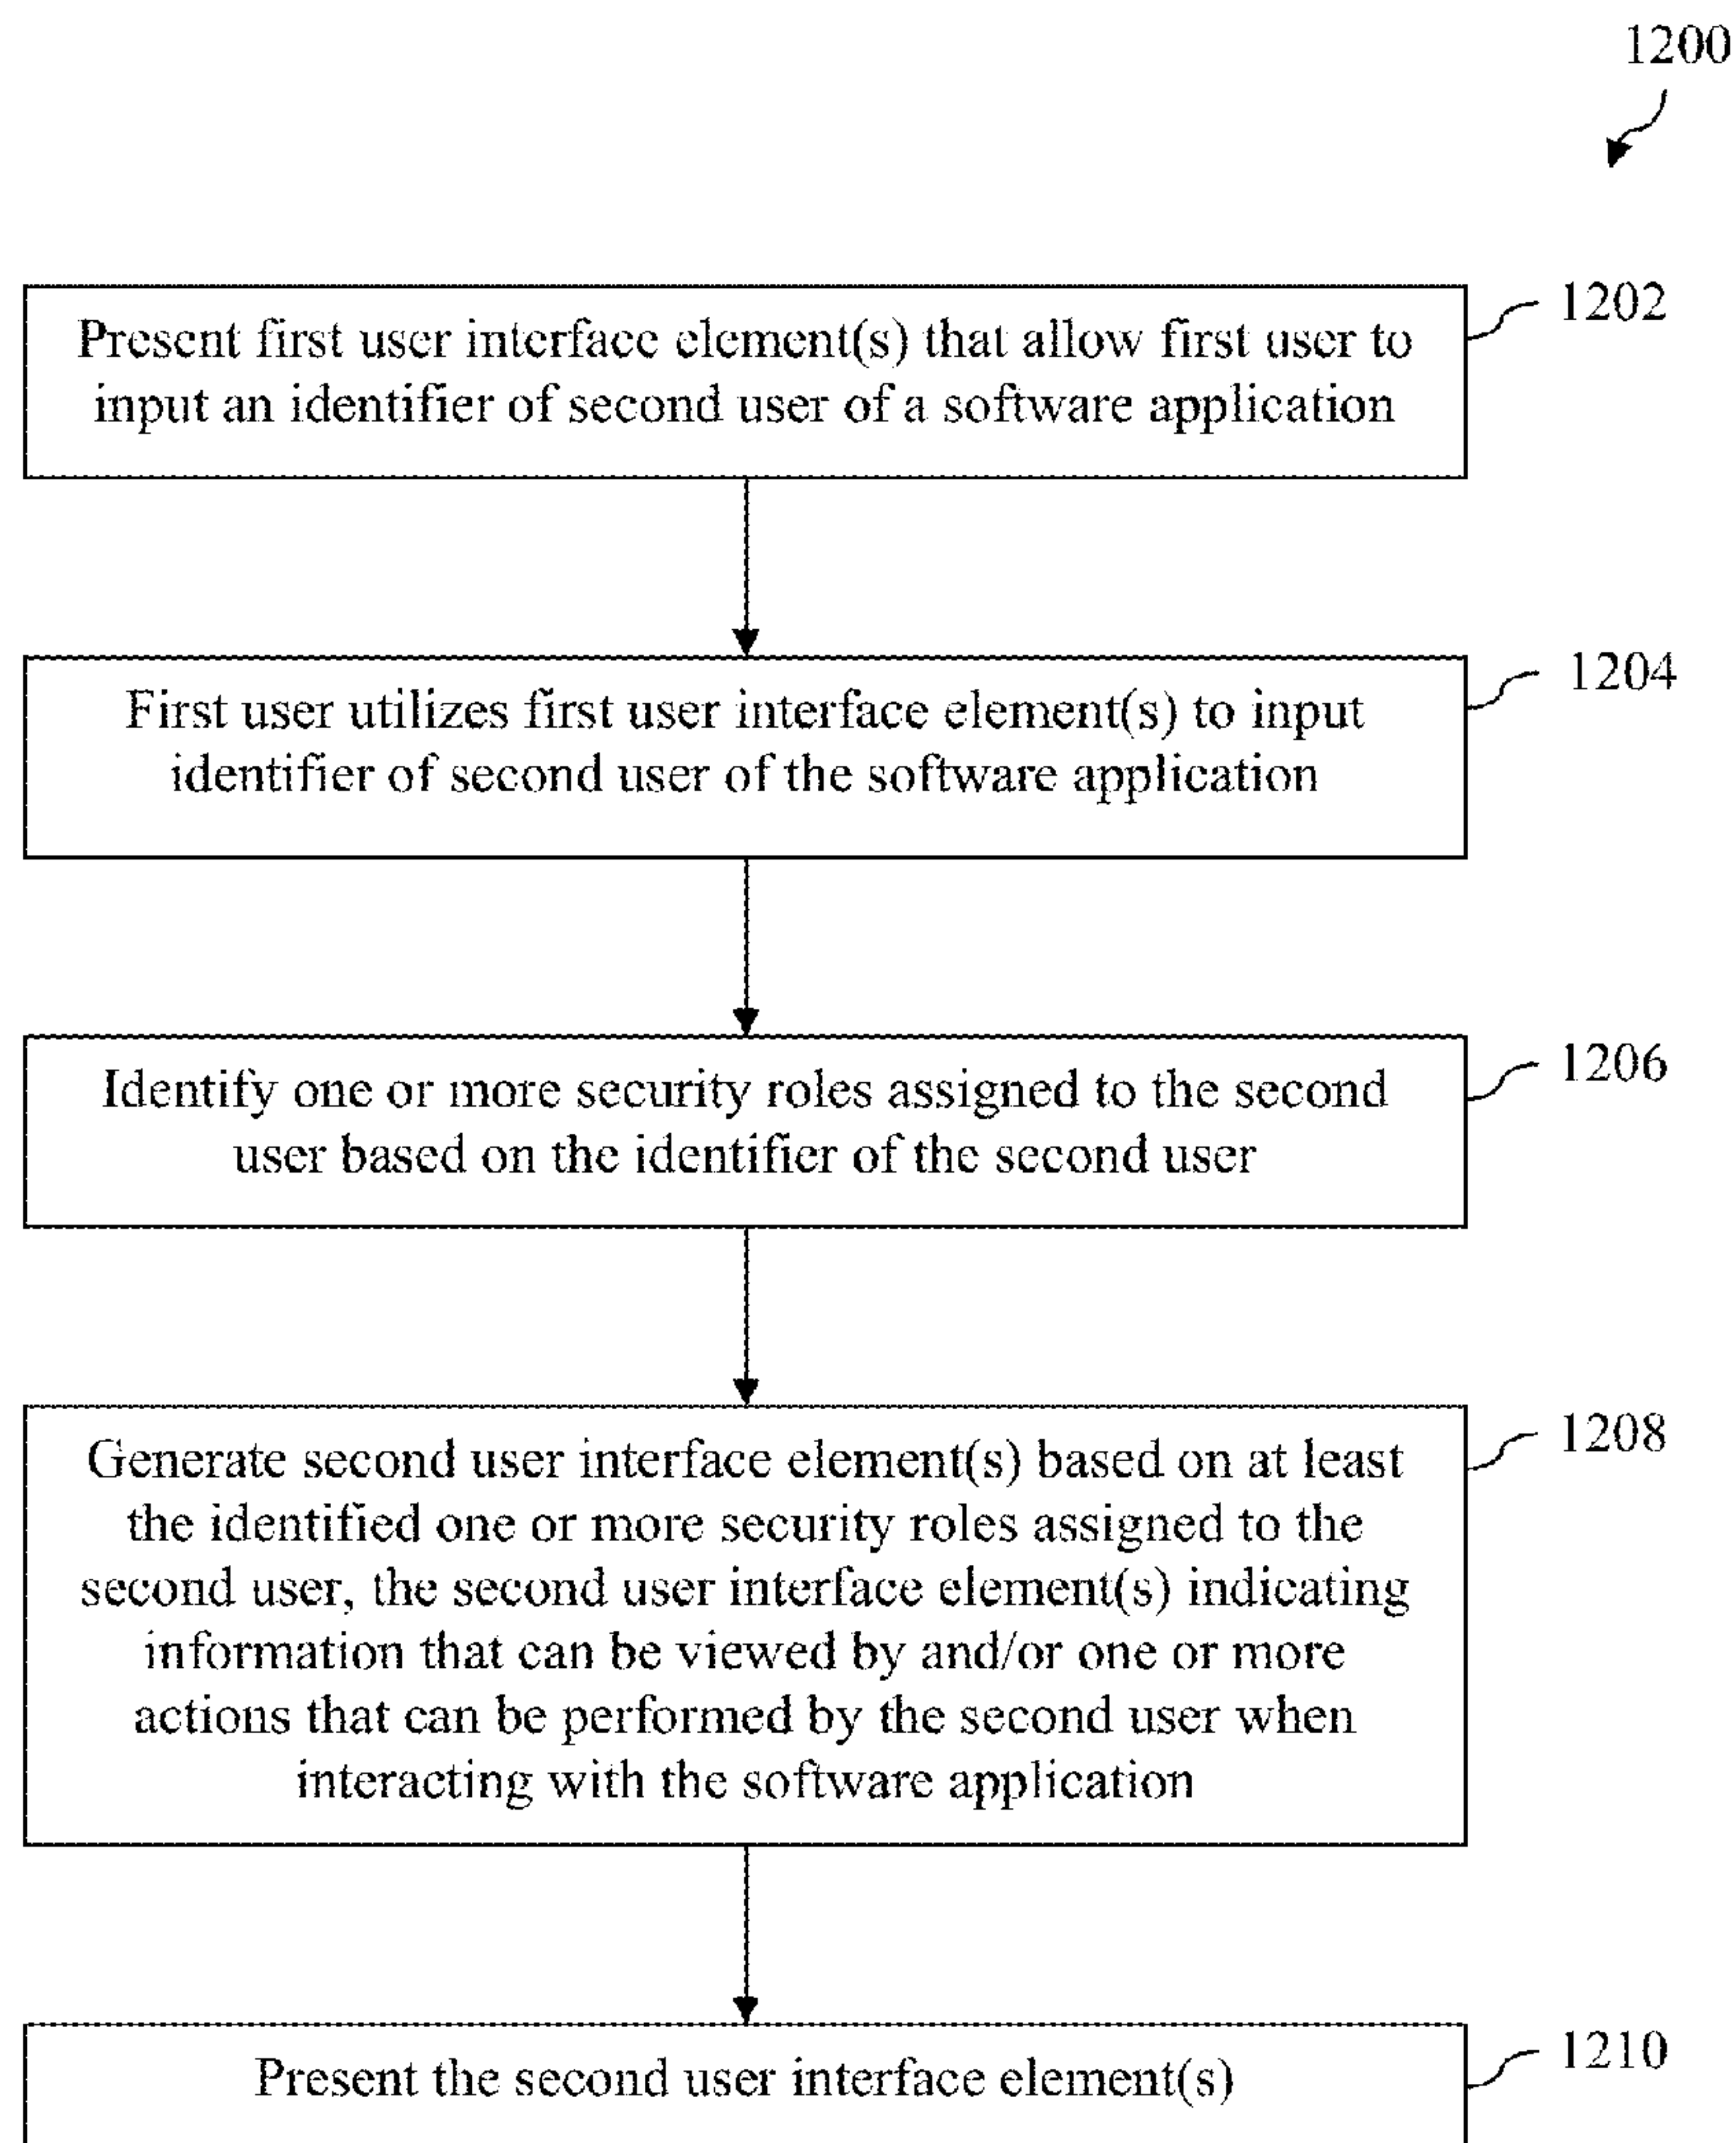 1200
1202
Present first user interface element(s) that allow first user to
input an identifier of second user of a software application
1204
First user utilizes first user interface element(s) to input
identifier of second user of the software application
1206
Identify one or more security roles assigned to the second
user based on the identifier of the second user
1208
Generate second user interface element(s) based on at least
the identified one or more security roles assigned to the
second user, the second user interface element(s) indicating
information that can be viewed by and/or one or more
actions that can be performed by the second user when
interacting with the software application
1210
Present the second user interface element(s)